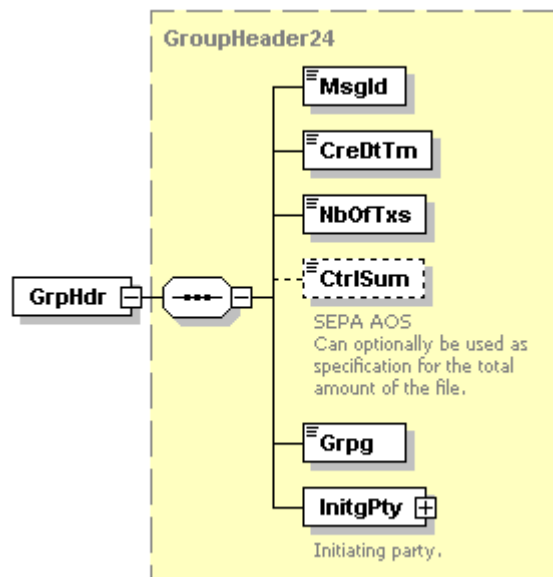 GroupHeader24
MsgId
CreDtTm
NbOfTxs
GrpHdr
CtrlSum
SEPA AOS
Can optionally be used as
specification for the total
amount of the file.
Grpg
InitgPty
Initiating party.